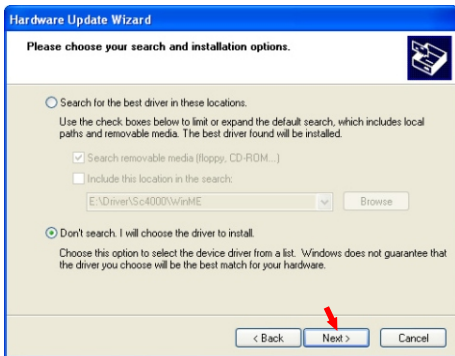 Hardware Update Wizard
Please choose your search and installation options.
Search for the best driver in these locations.
Use the check boxes below to limit or expand the default search, which includes local
paths and removable media. The best driver found will be installed.
Search removable media (floppy, CD-ROM...)
Include this location in the search:
E:\Driver\Sc4000\WinME
Browse
Don't search. I will choose the driver to install.
Choose this option to select the device driver from a list. Windows does not guarantee that
the driver you choose will be the best match for your hardware.
< Back
Next >
Cancel